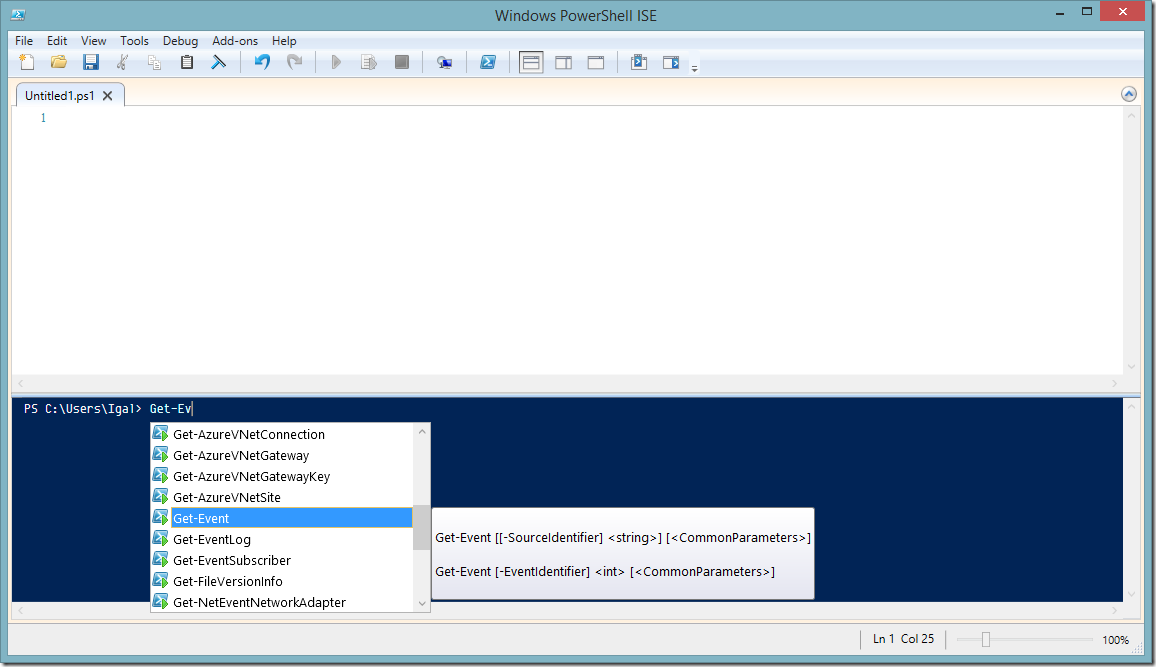 Windows PowerShell ISE
File Edit View Tools Debug Add-ons Help
Untitled1.ps1
1
PS C:\Users\Igal> Get-Ev
Get-AzureVNetConnection
Get-AzureVNetGateway
Get-AzureVNetGatewayKey
Get-AzureVNetSite
Get-Event
Get-EventLog
Get-EventSubscriber
Get-FileVersionInfo
Get-NetEventNetworkAdapter
Get-Event [[-SourceIdentifier] <string>] [<CommonParameters>]
Get-Event [-EventIdentifier] <int> [<CommonParameters>]
Ln 1 Col 25 100%